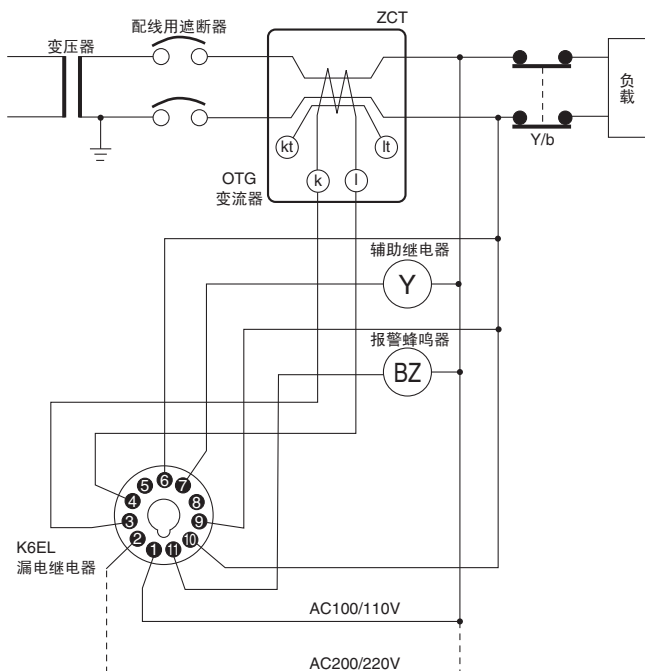 ZCT
配线用遮断器
变压器
负载
Y/b
kt
lt
k
l
OTG
变流器
辅助继电器
Y
报警蜂鸣器
BZ
6
5
7
4
8
3
9
2
10
1
11
K6EL
漏电继电器
AC100/110V
AC200/220V